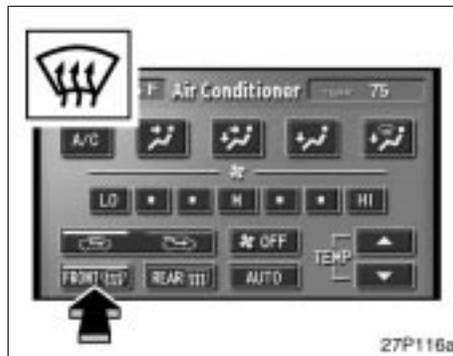 F Air Conditioner 75
A/C
LO M HI
OFF
TEMP
FRONT REAR AUTO
27P116a